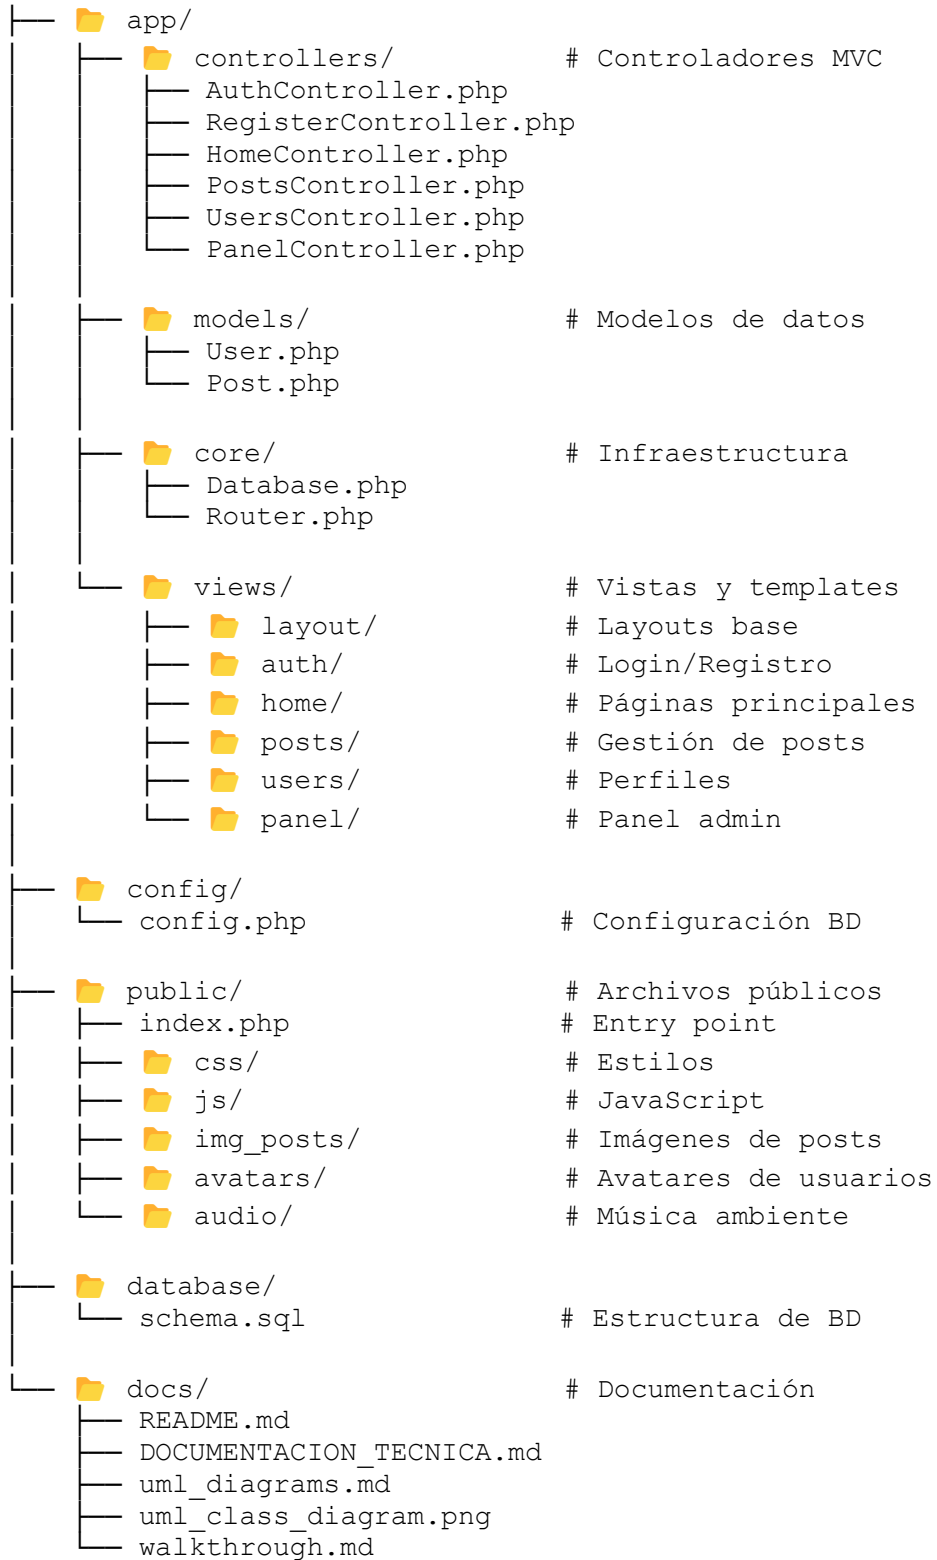 ├── 📂 app/
│   ├── 📂 controllers/          # Controladores MVC
│   │   ├── AuthController.php
│   │   ├── RegisterController.php
│   │   ├── HomeController.php
│   │   ├── PostsController.php
│   │   ├── UsersController.php
│   │   └── PanelController.php
│   │
│   ├── 📂 models/               # Modelos de datos
│   │   ├── User.php
│   │   └── Post.php
│   │
│   ├── 📂 core/                 # Infraestructura
│   │   ├── Database.php
│   │   └── Router.php
│   │
│   └── 📂 views/                # Vistas y templates
│       ├── 📂 layout/           # Layouts base
│       ├── 📂 auth/             # Login/Registro
│       ├── 📂 home/             # Páginas principales
│       ├── 📂 posts/            # Gestión de posts
│       ├── 📂 users/            # Perfiles
│       └── 📂 panel/            # Panel admin
│
├── 📂 config/
│   └── config.php               # Configuración BD
│
├── 📂 public/                   # Archivos públicos
│   ├── index.php                # Entry point
│   ├── 📂 css/                  # Estilos
│   ├── 📂 js/                   # JavaScript
│   ├── 📂 img_posts/            # Imágenes de posts
│   ├── 📂 avatars/              # Avatares de usuarios
│   └── 📂 audio/                # Música ambiente
│
├── 📂 database/
│   └── schema.sql               # Estructura de BD
│
└── 📂 docs/                     # Documentación
    ├── README.md
    ├── DOCUMENTACION_TECNICA.md
    ├── uml_diagrams.md
    ├── uml_class_diagram.png
    └── walkthrough.md